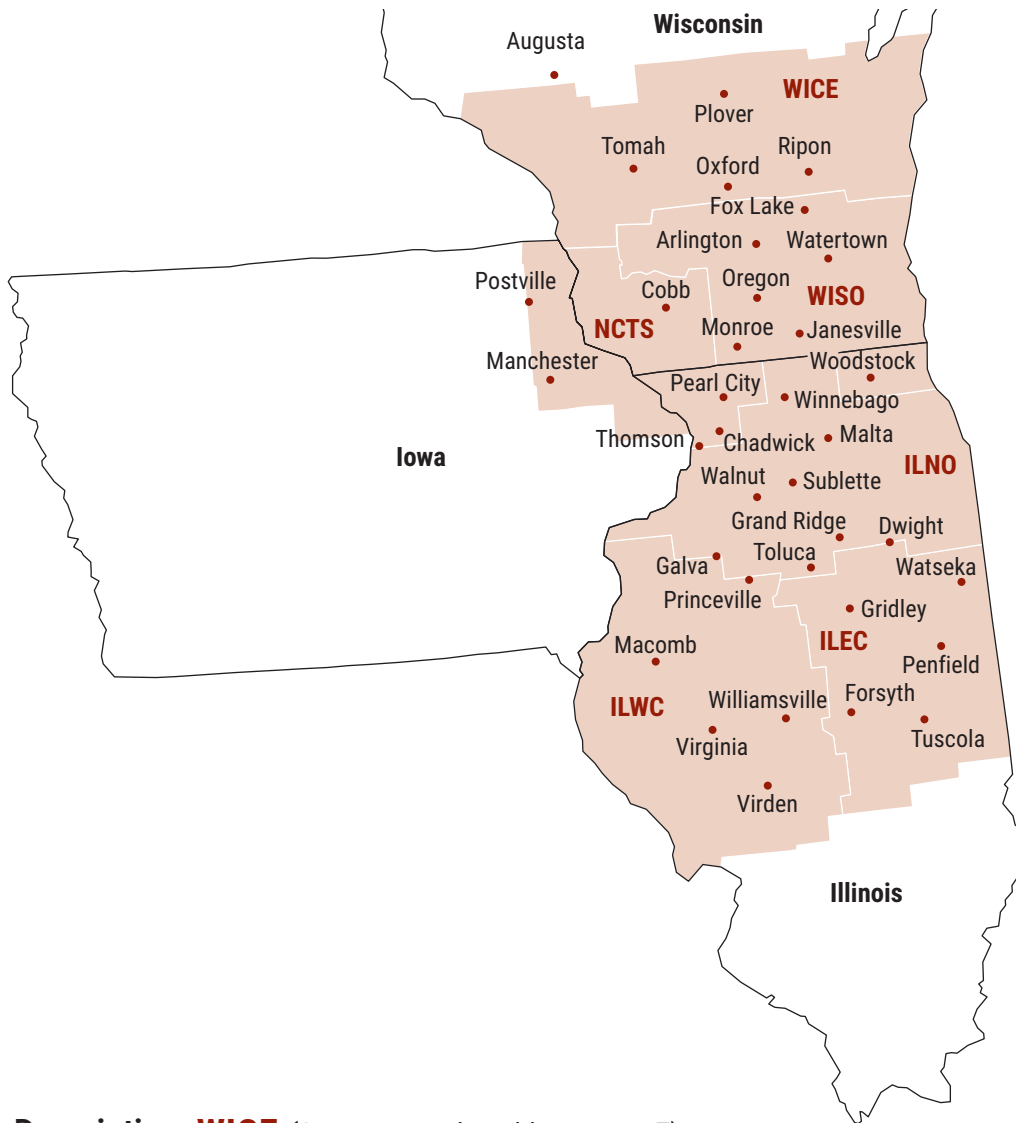 Wisconsin
Augusta
WICE
Plover
Tomah
Ripon
Oxford
Fox Lake
Arlington
Watertown
Postville
Oregon
Cobb
WISO
NCTS
Monroe
Janesville
Manchester
Woodstock
Pearl City
Winnebago
Thomson
Chadwick
Malta
Iowa
ILNO
Walnut
Sublette
Grand Ridge
Dwight
Toluca
Galva
Watseka
Princeville
Gridley
Macomb
ILEC
Penfield
ILWC
Williamsville
Forsyth
Virginia
Tuscola
Virden
Illinois
WICE